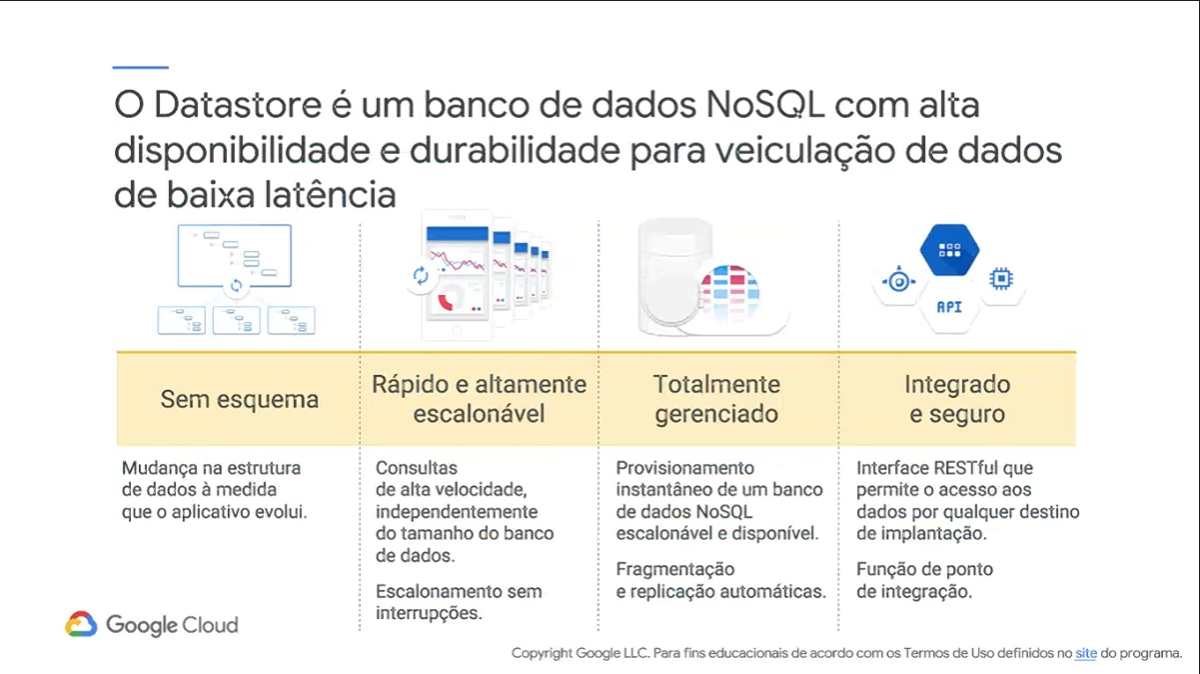 O Datastore é um banco de dados NoSQL com alta
disponibilidade e durabilidade para veiculação de dados
de baixa latência
API
Sem esquema
Rápido e altamente
escalonável
Totalmente
gerenciado
Integrado
e seguro
Mudança na estrutura
de dados à medida
que o aplicativo evolui.
Consultas
de alta velocidade,
independentemente
do tamanho do banco
de dados.
Escalonamento sem
interrupções.
Provisionamento
instantâneo de um banco
de dados NoSQL
escalonável e disponível.
Fragmentação
e replicação automáticas.
Interface RESTful que
permite o acesso aos
dados por qualquer destino
de implantação.
Função de ponto
de integração.
Google Cloud
Copyright Google LLC. Para fins educacionais de acordo com os Termos de Uso definidos no site do programa.